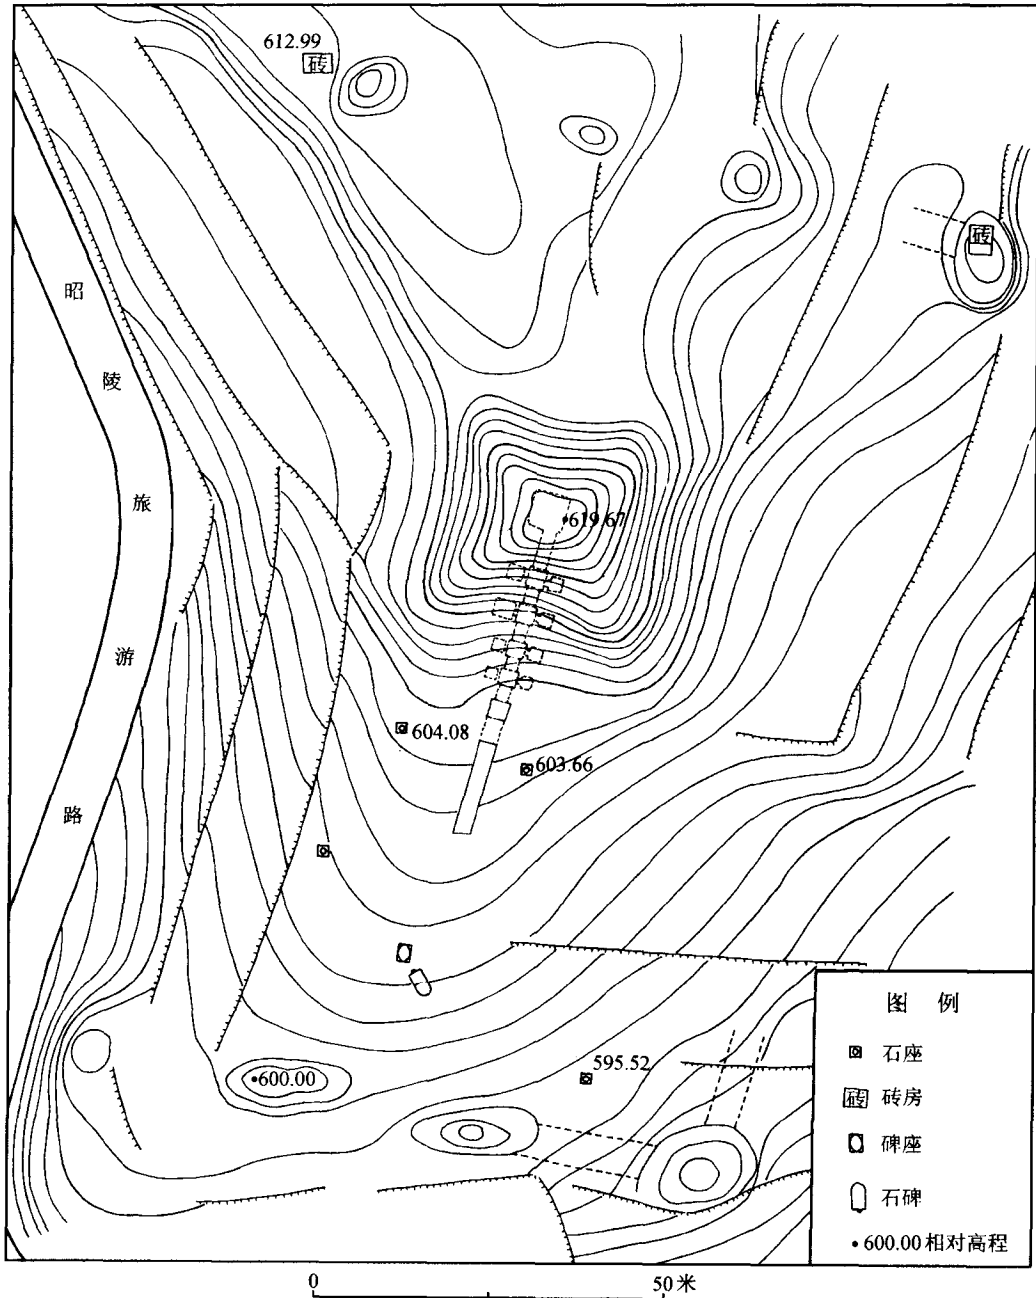 612.99
砖
砖
昭
陵
旅
游
路
619.67
604.08
603.66
595.52
600.00
图 例
石座
砖 砖房
碑座
石碑
600.00相对高程
0 50米